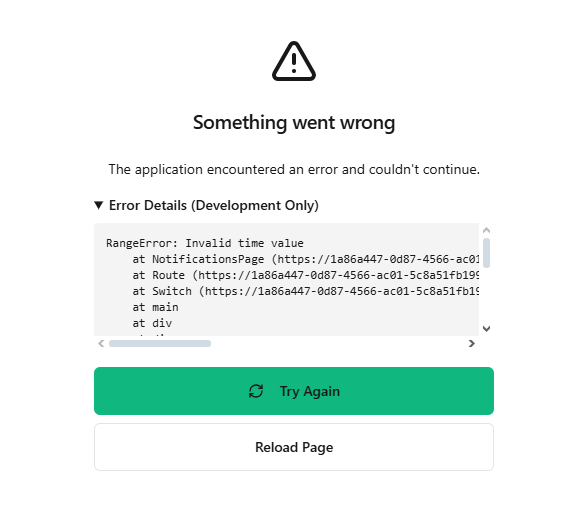 Something went wrong
The application encountered an error and couldn't continue.
▼ Error Details (Development Only)
RangeError: Invalid time value
at NotificationsPage (https://1a86a447-0d87-4566-ac01
at Route (https://1a86a447-0d87-4566-ac01-5c8a51fb199
at Switch (https://1a86a447-0d87-4566-ac01-5c8a51fb19
at main
at div
Try Again
Reload Page